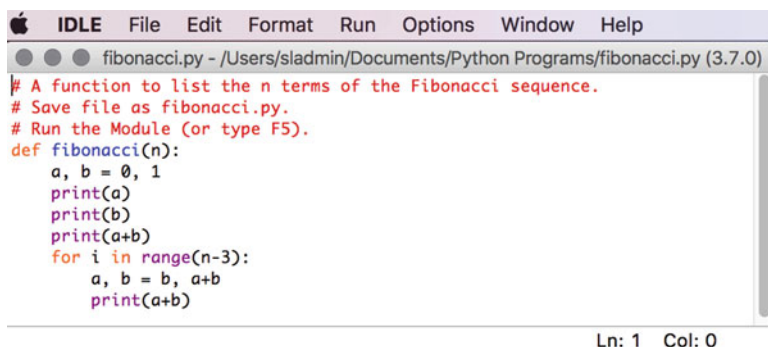 IDLE File Edit Format Run Options Window Help
fibonacci.py - /Users/sladmin/Documents/Python Programs/fibonacci.py (3.7.0)
# A function to list the n terms of the Fibonacci sequence.
# Save file as fibonacci.py.
# Run the Module (or type F5).
def fibonacci(n):
    a, b = 0, 1
    print(a)
    print(b)
    print(a+b)
    for i in range(n-3):
        a, b = b, a+b
        print(a+b)
Ln: 1 Col: 0